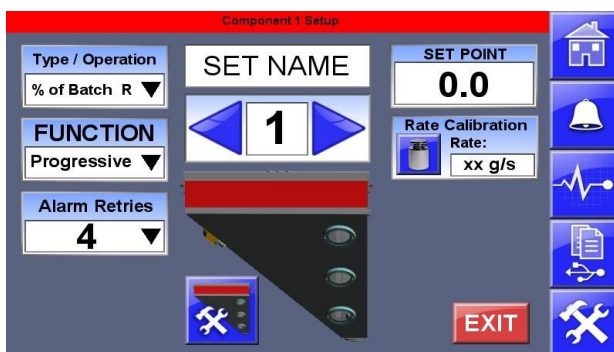 Component 1 Setup
Type / Operation
% of Batch R
FUNCTION
Progressive
Alarm Retries
4
SET NAME
1
SET POINT
0.0
Rate Calibration
Rate:
xx g/s
EXIT